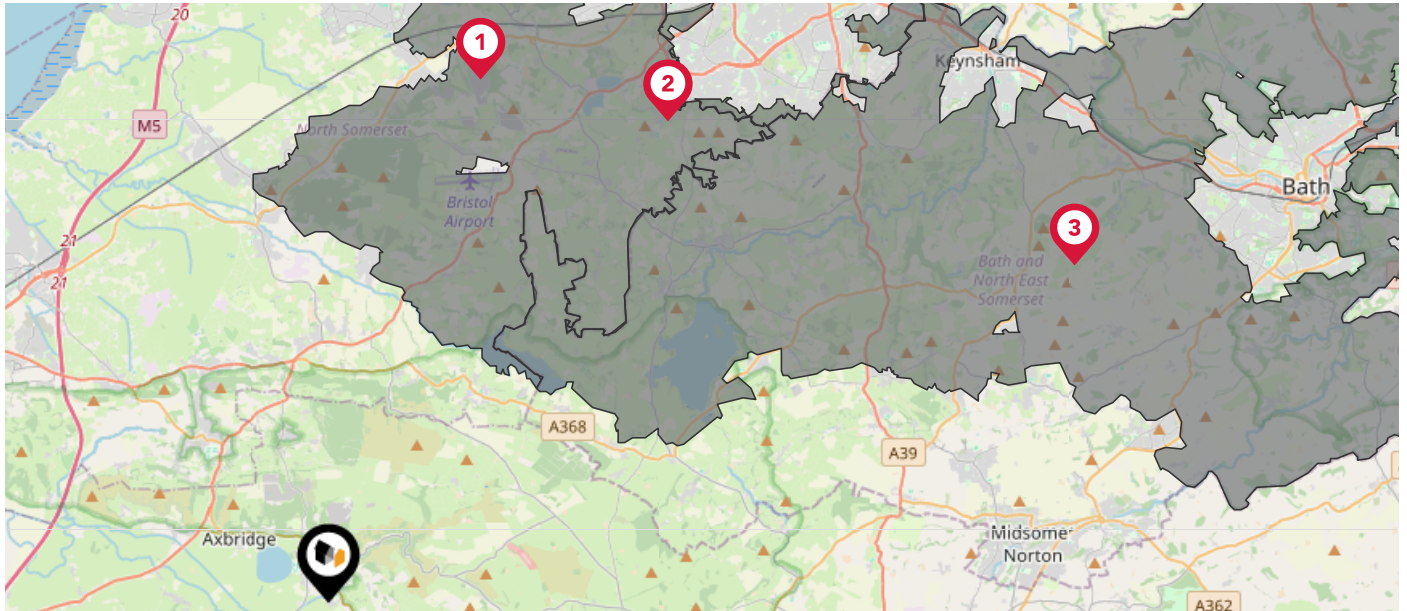 20
1
2
Keynsham
M5
North Somerset
Bristol
Airport
Bath
3
21
21
Bath and
North East
Somerset
A368
A39
Axbridge
Midsomer
Norton
A362